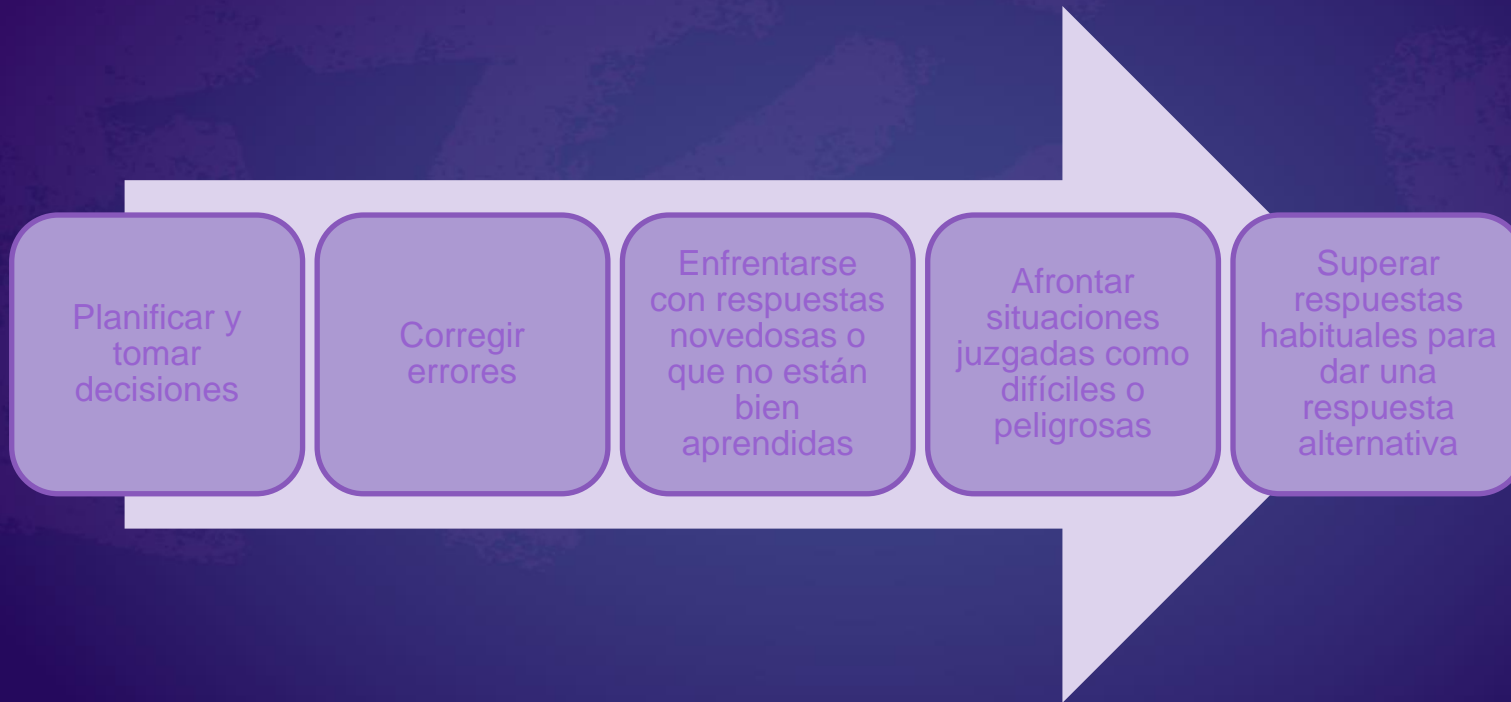 Planificar y
tomar
decisiones
Corregir
errores
Enfrentarse
con respuestas
novedosas o
que no están
bien
aprendidas
Afrontar
situaciones
juzgadas como
difíciles o
peligrosas
Superar
respuestas
habituales para
dar una
respuesta
alternativa